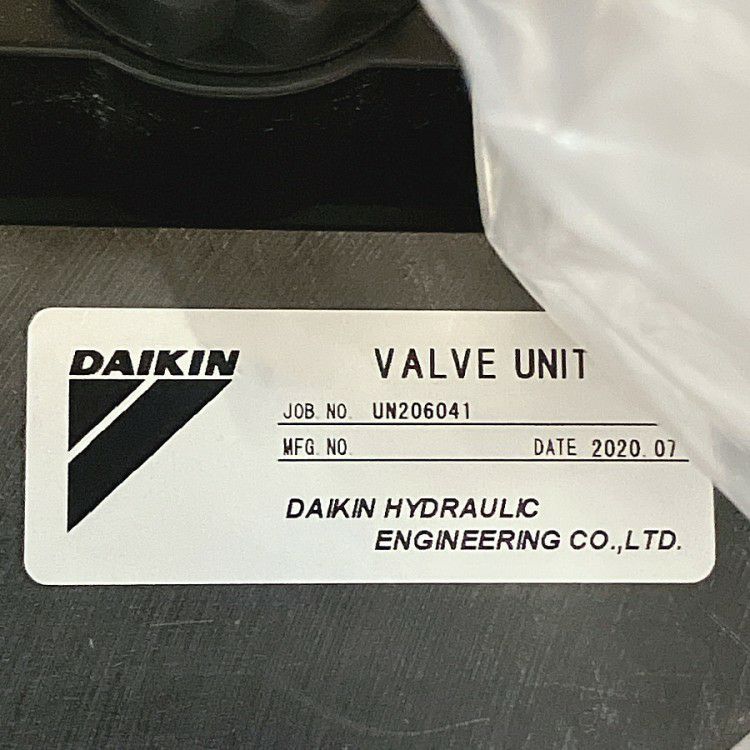 DAIKIN
VALVE UNIT
JOB. NO. UN206041
MFG. NO. DATE 2020.07
DAIKIN HYDRAULIC
ENGINEERING CO.,LTD.